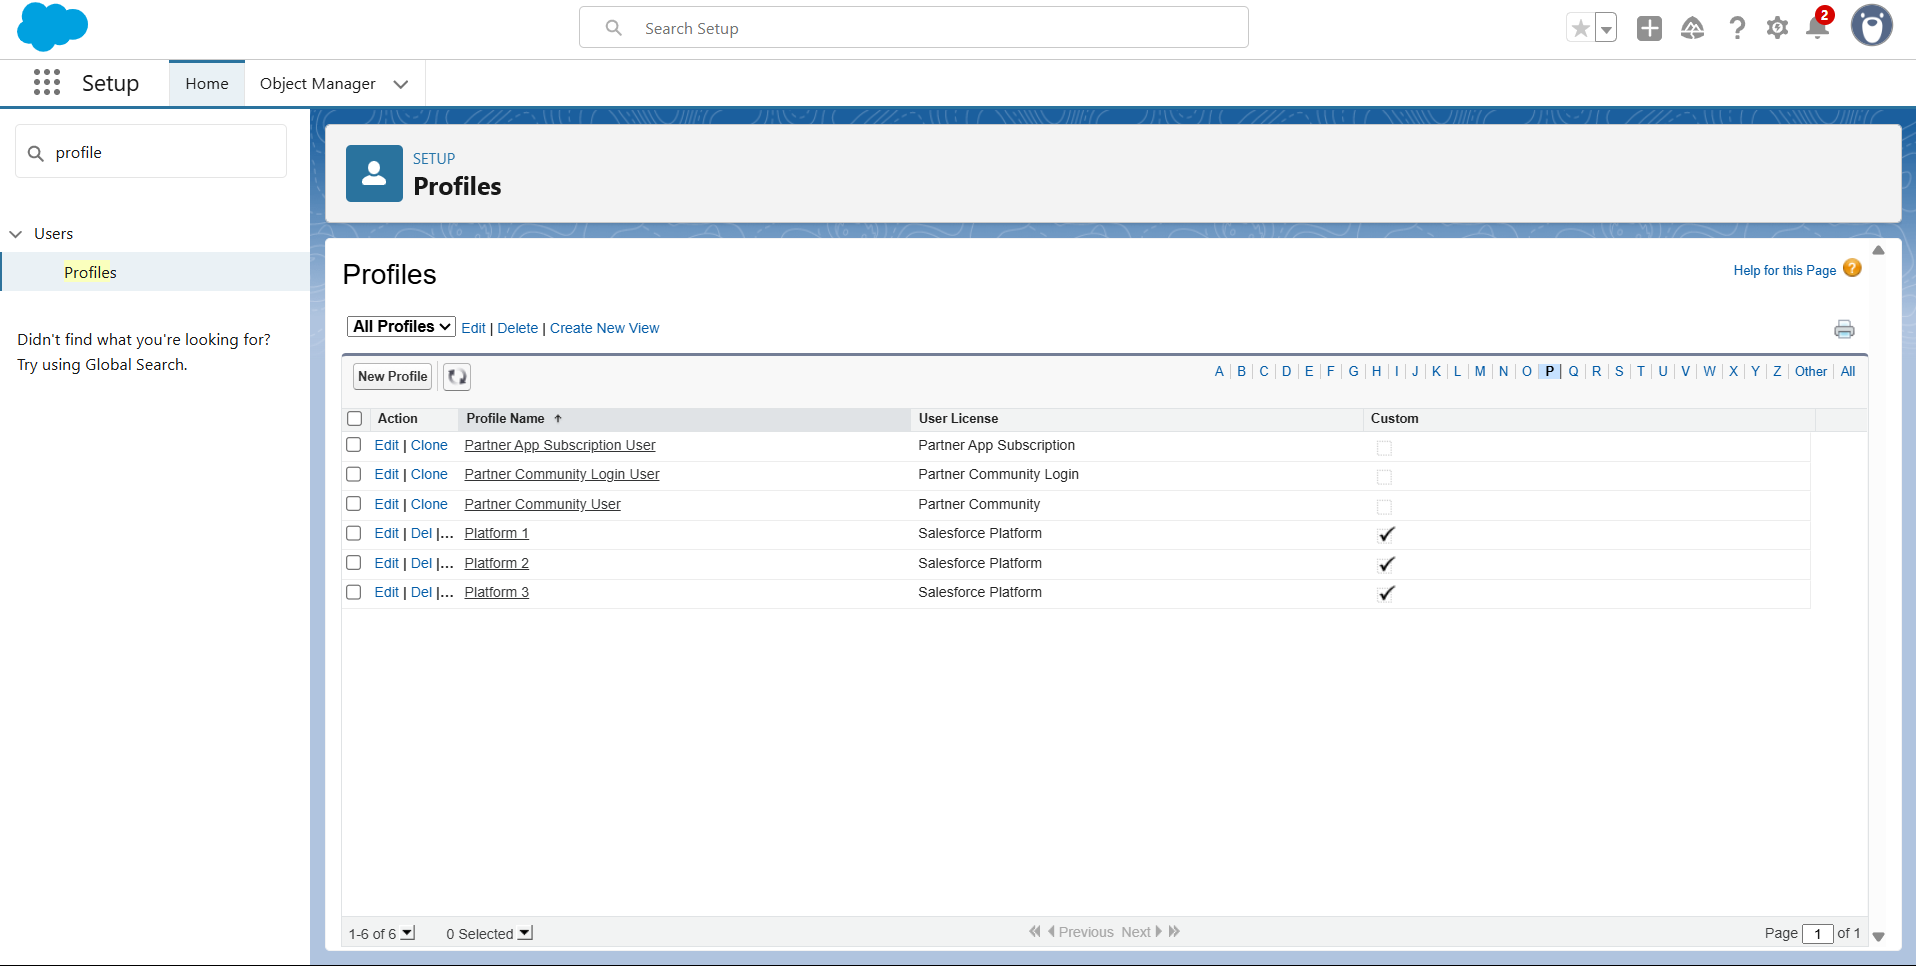 Search Setup
2
Setup
Home
Object Manager
profile
Users
Profiles
Didn't find what you're looking for?
Try using Global Search.
SETUP
Profiles
Profiles
Help for this Page ?
All Profiles Edit | Delete | Create New View
New Profile
A | B | C | D | E | F | G | H | I | J | K | L | M | N | O | P | Q | R | S | T | U | V | W | X | Y | Z | Other | All
Action Profile Name User License Custom
Edit | Clone Partner App Subscription User Partner App Subscription
Edit | Clone Partner Community Login User Partner Community Login
Edit | Clone Partner Community User Partner Community
Edit | Del |... Platform 1 Salesforce Platform
Edit | Del |... Platform 2 Salesforce Platform
Edit | Del |... Platform 3 Salesforce Platform
1-6 of 6 0 Selected Previous Next Page 1 of 1